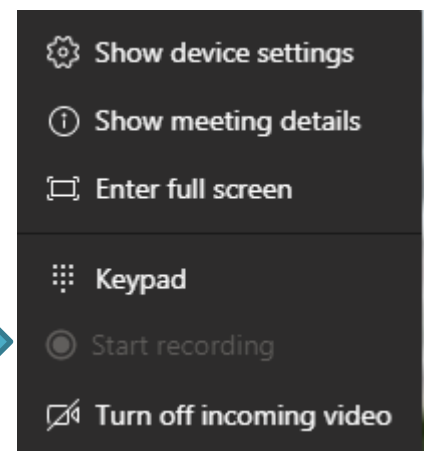 Show device settings
Show meeting details
Enter full screen
Keypad
Start recording
Turn off incoming video